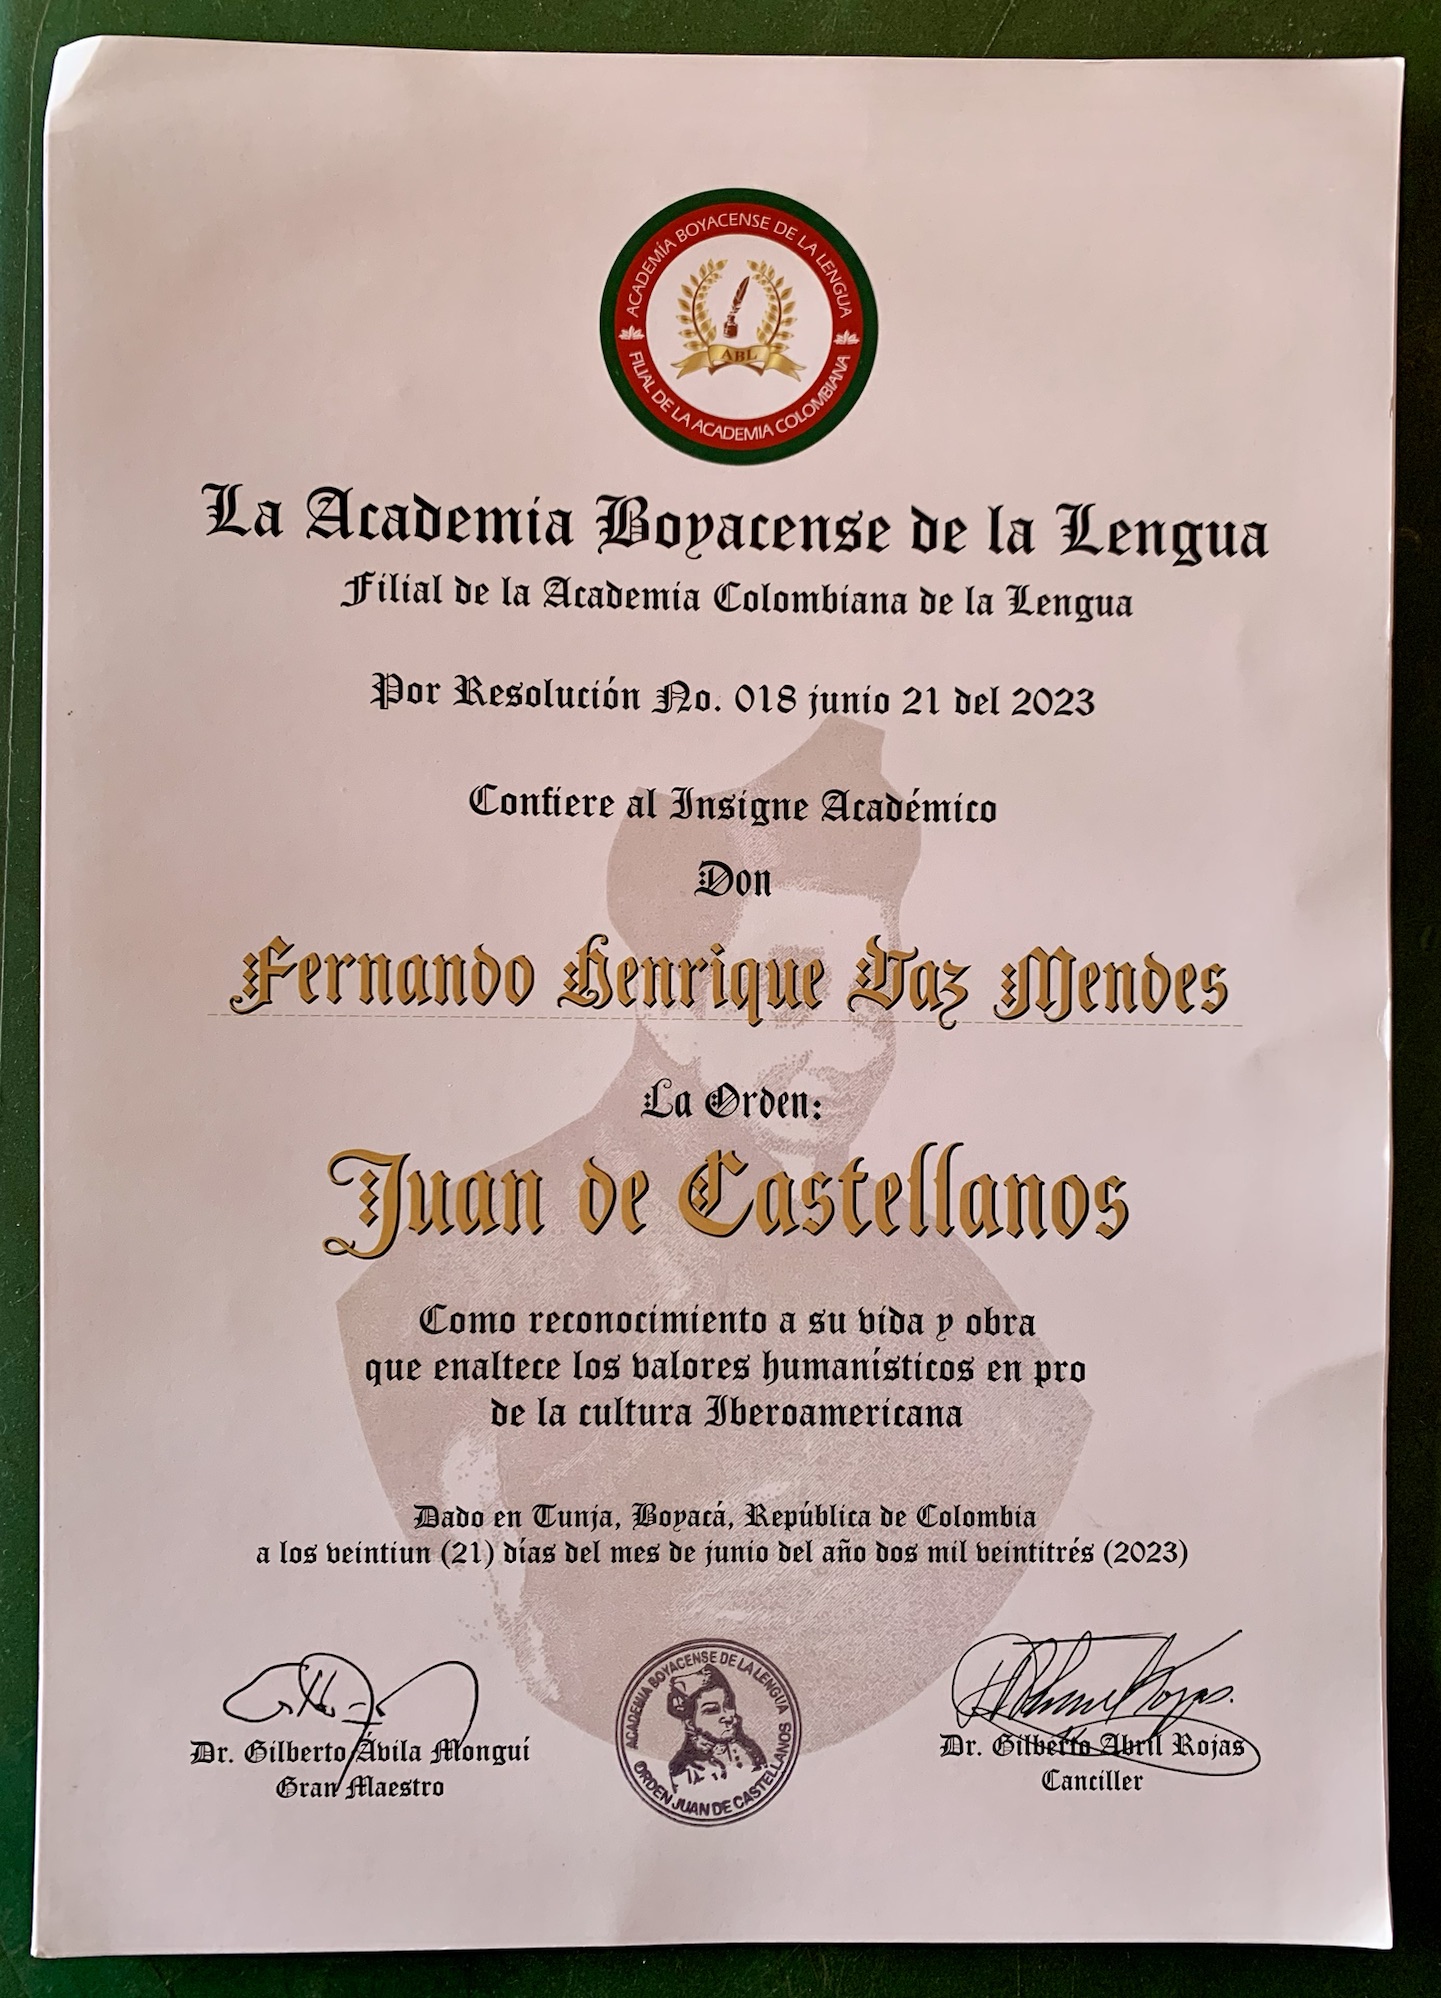 ACADEMÍA BOYACENSE DE LA LENGUA
ABL
FILIAL DE LA ACADEMIA COLOMBIANA
La Academia Boyacense de la Lengua
Filial de la Academia Colombiana de la Lengua
Por Resolución No. 018 junio 21 del 2023
Confiere al Insigne Académico
Don
Fernando Henrique Vaz Mendes
La Orden:
Juan de Castellanos
Como reconocimiento a su vida y obra
que enaltece los valores humanísticos en pro
de la cultura Iberoamericana
Dado en Tunja, Boyacá, República de Colombia
a los veintiun (21) días del mes de junio del año dos mil veintitrés (2023)
Dr. Gilberto Ávila Monguí
Gran Maestro
ACADEMIA BOYACENSE DE LA LENGUA
ORDEN JUAN DE CASTELLANOS
Dr. Gilberto Abril Rojas
Canciller